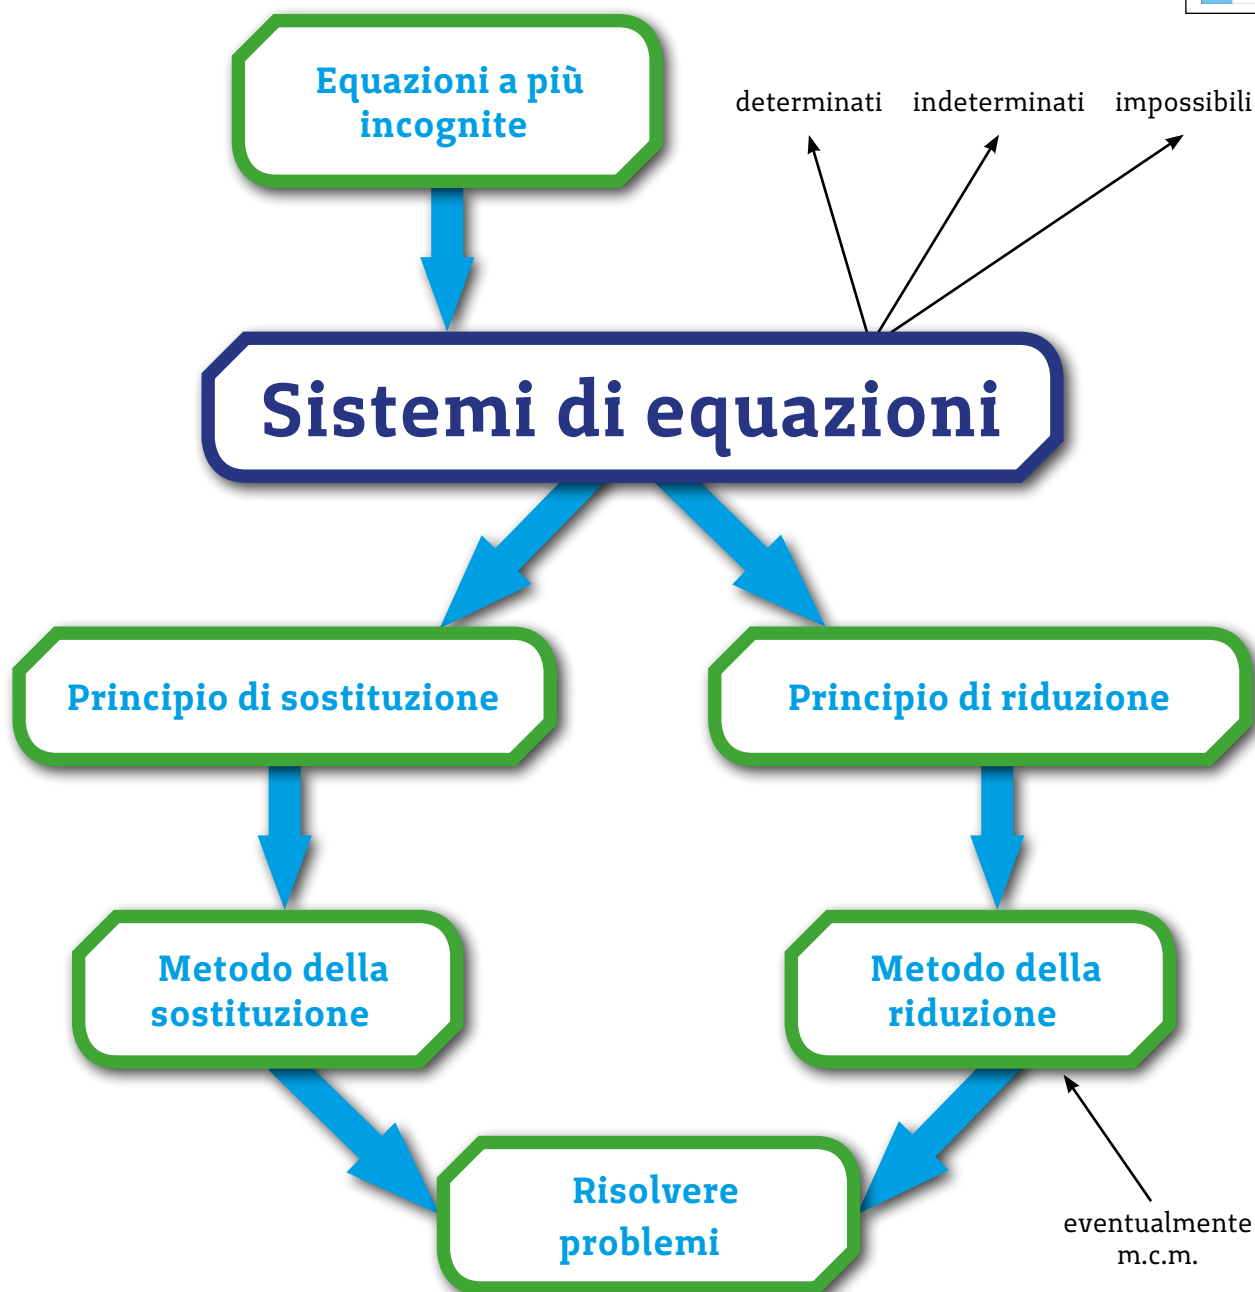 Equazioni a più
incognite
determinati indeterminati impossibili
Sistemi di equazioni
Principio di sostituzione
Principio di riduzione
Metodo della
sostituzione
Metodo della
riduzione
Risolvere
problemi
eventualmente
m.c.m.